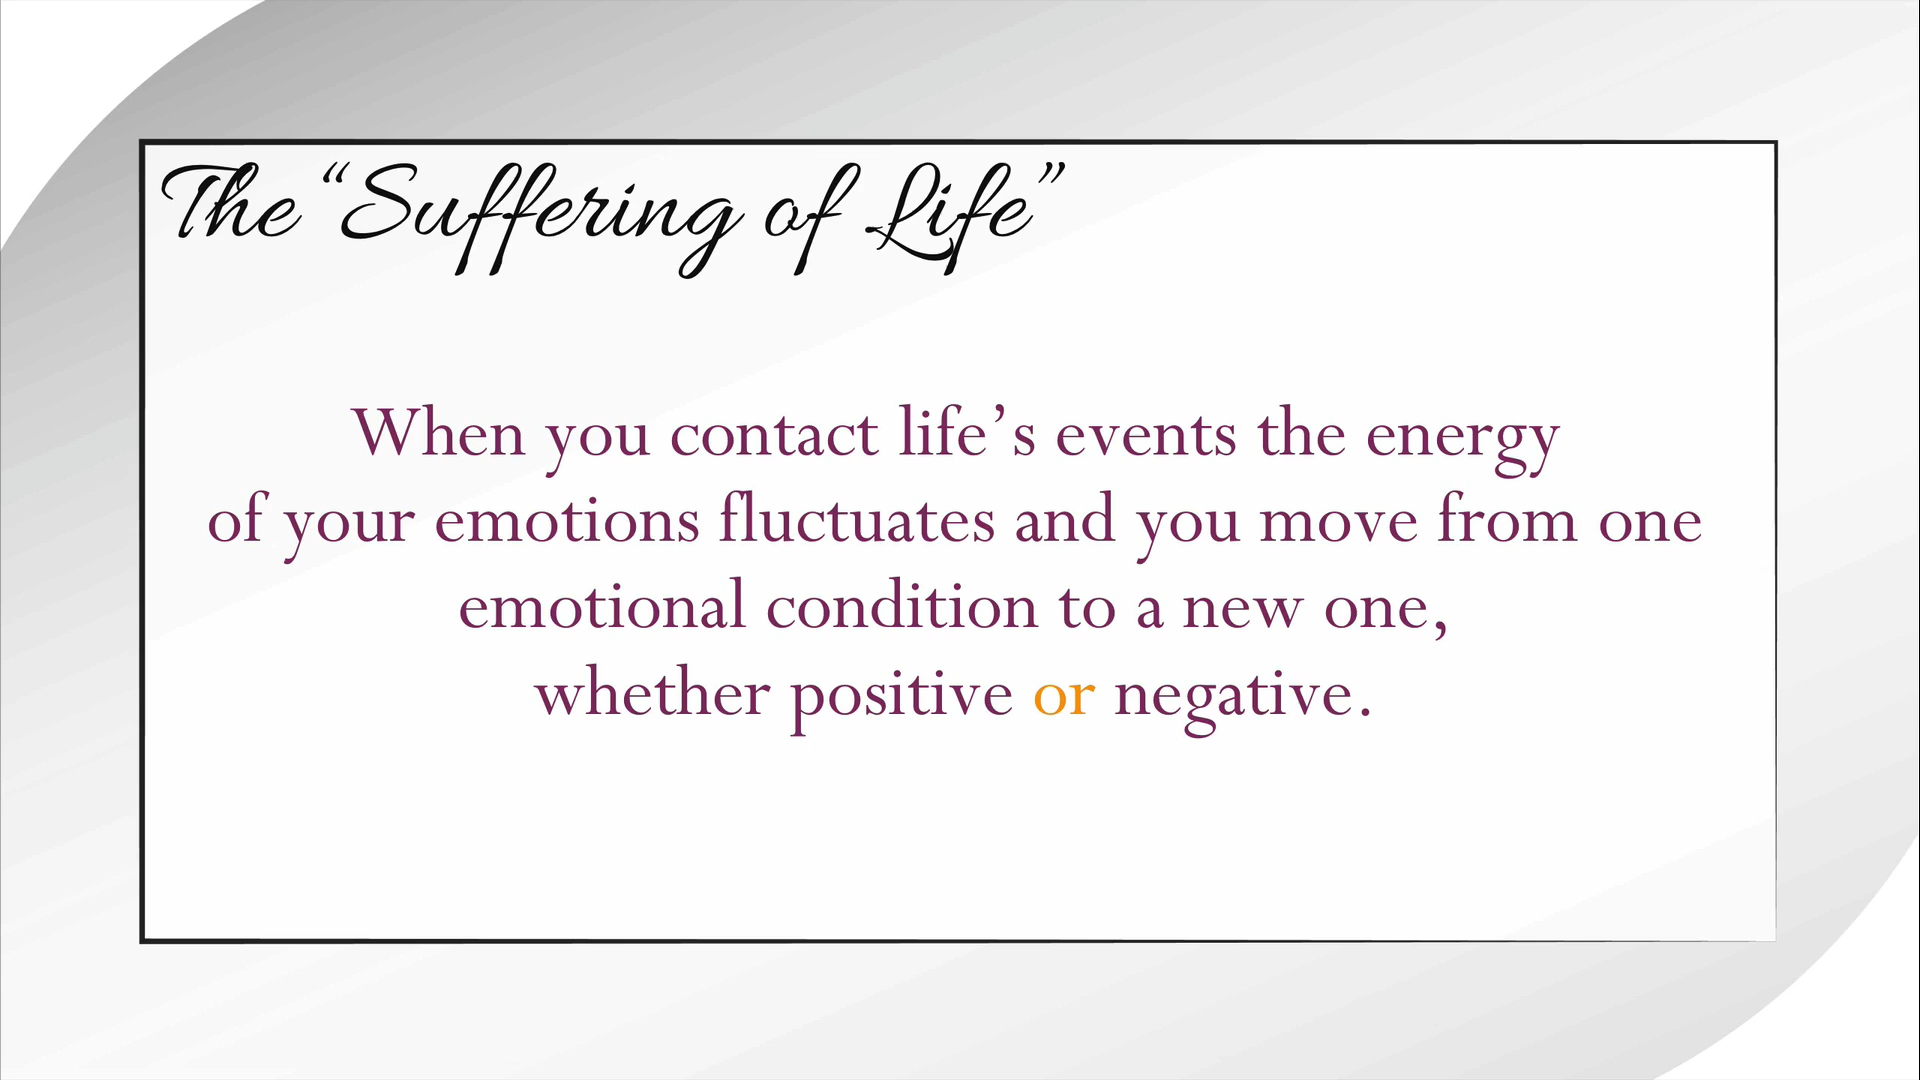 The “Suffering of Life”
When you contact life’s events the energy
of your emotions fluctuates and you move from one
emotional condition to a new one,
whether positive or negative.